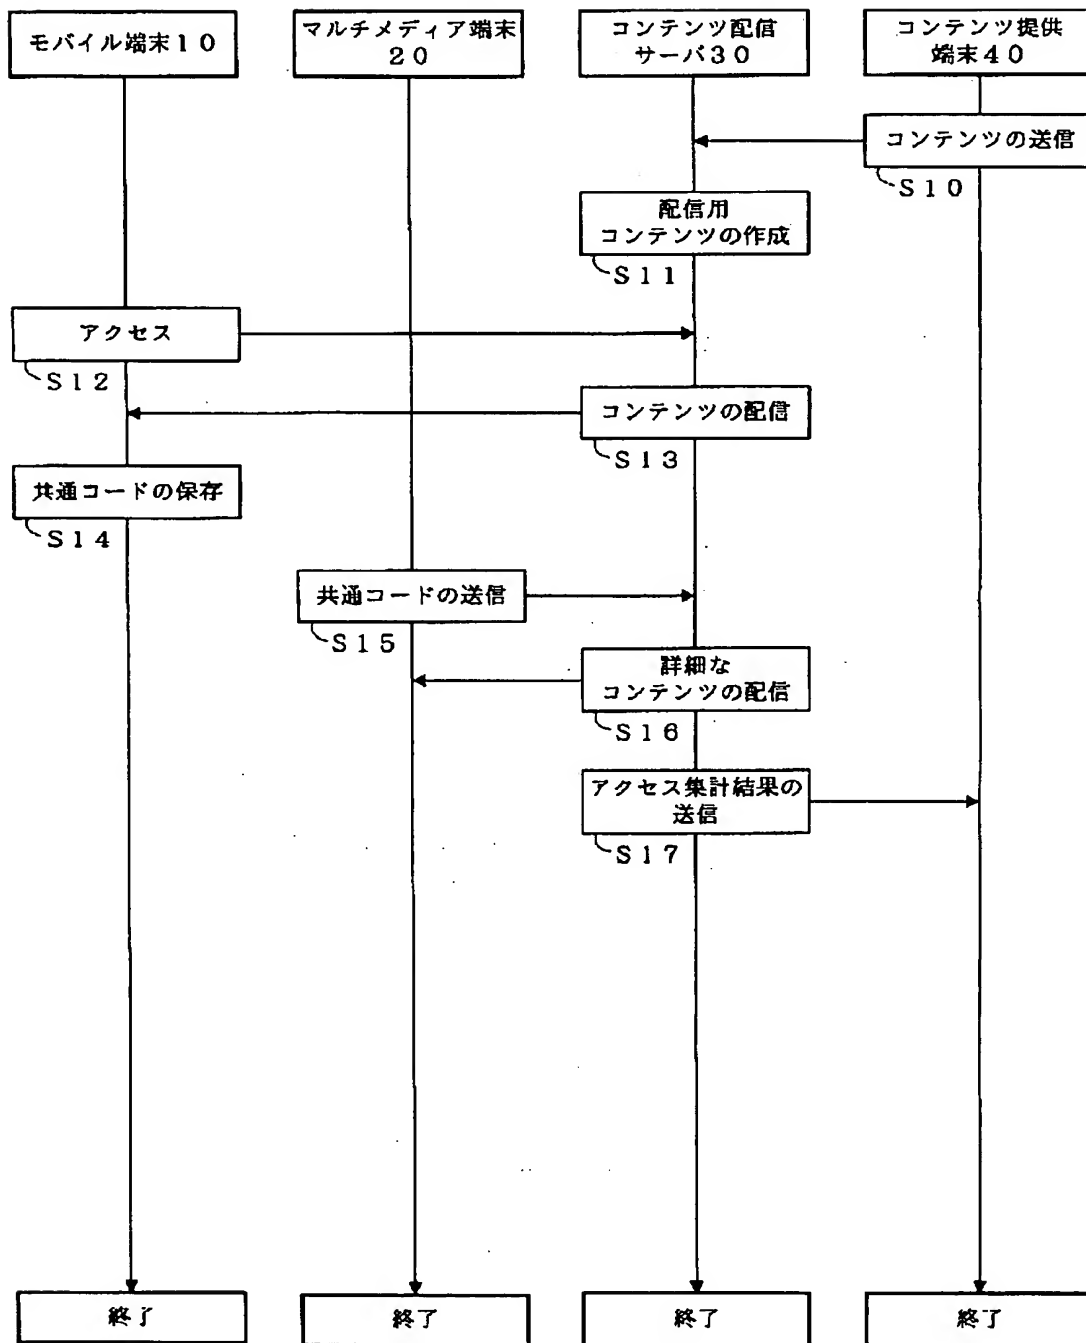 モバイル端末１０
マルチメディア端末
２０
コンテンツ配信
サーバ３０
コンテンツ提供
端末４０
コンテンツの送信
Ｓ１０
配信用
コンテンツの作成
Ｓ１１
アクセス
Ｓ１２
コンテンツの配信
Ｓ１３
共通コードの保存
Ｓ１４
共通コードの送信
Ｓ１５
詳細な
コンテンツの配信
Ｓ１６
アクセス集計結果の
送信
Ｓ１７
終了
終了
終了
終了